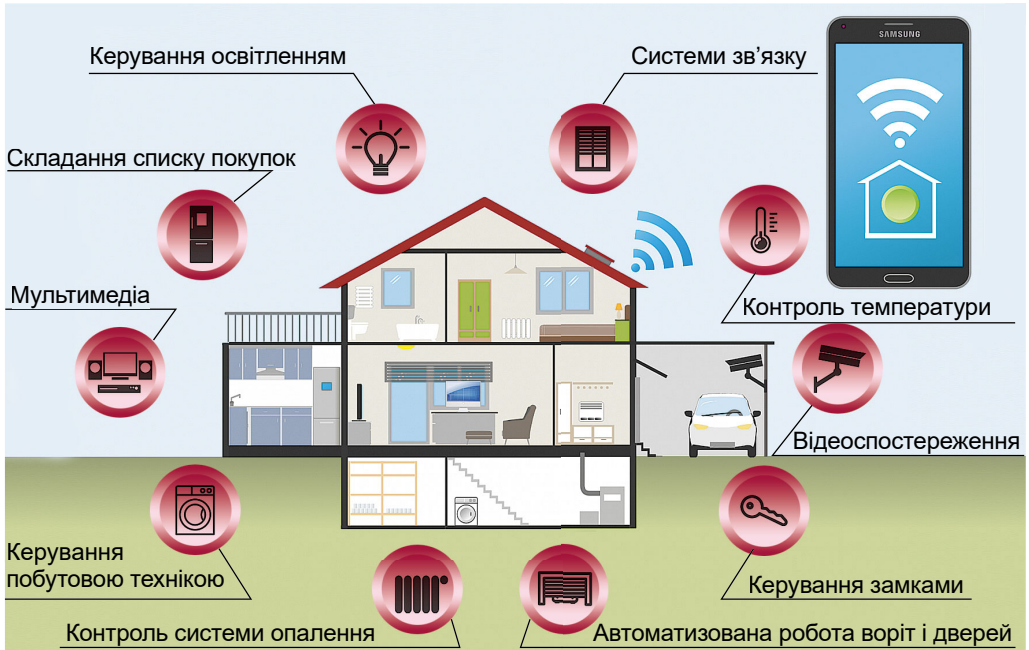 SAMSUNG
Керування освітленням
Системи зв’язку
Складання списку покупок
Мультимедіа
Контроль температури
Відеоспостереження
Керування
побутовою технікою
Керування замками
Контроль системи опалення
Автоматизована робота воріт і дверей